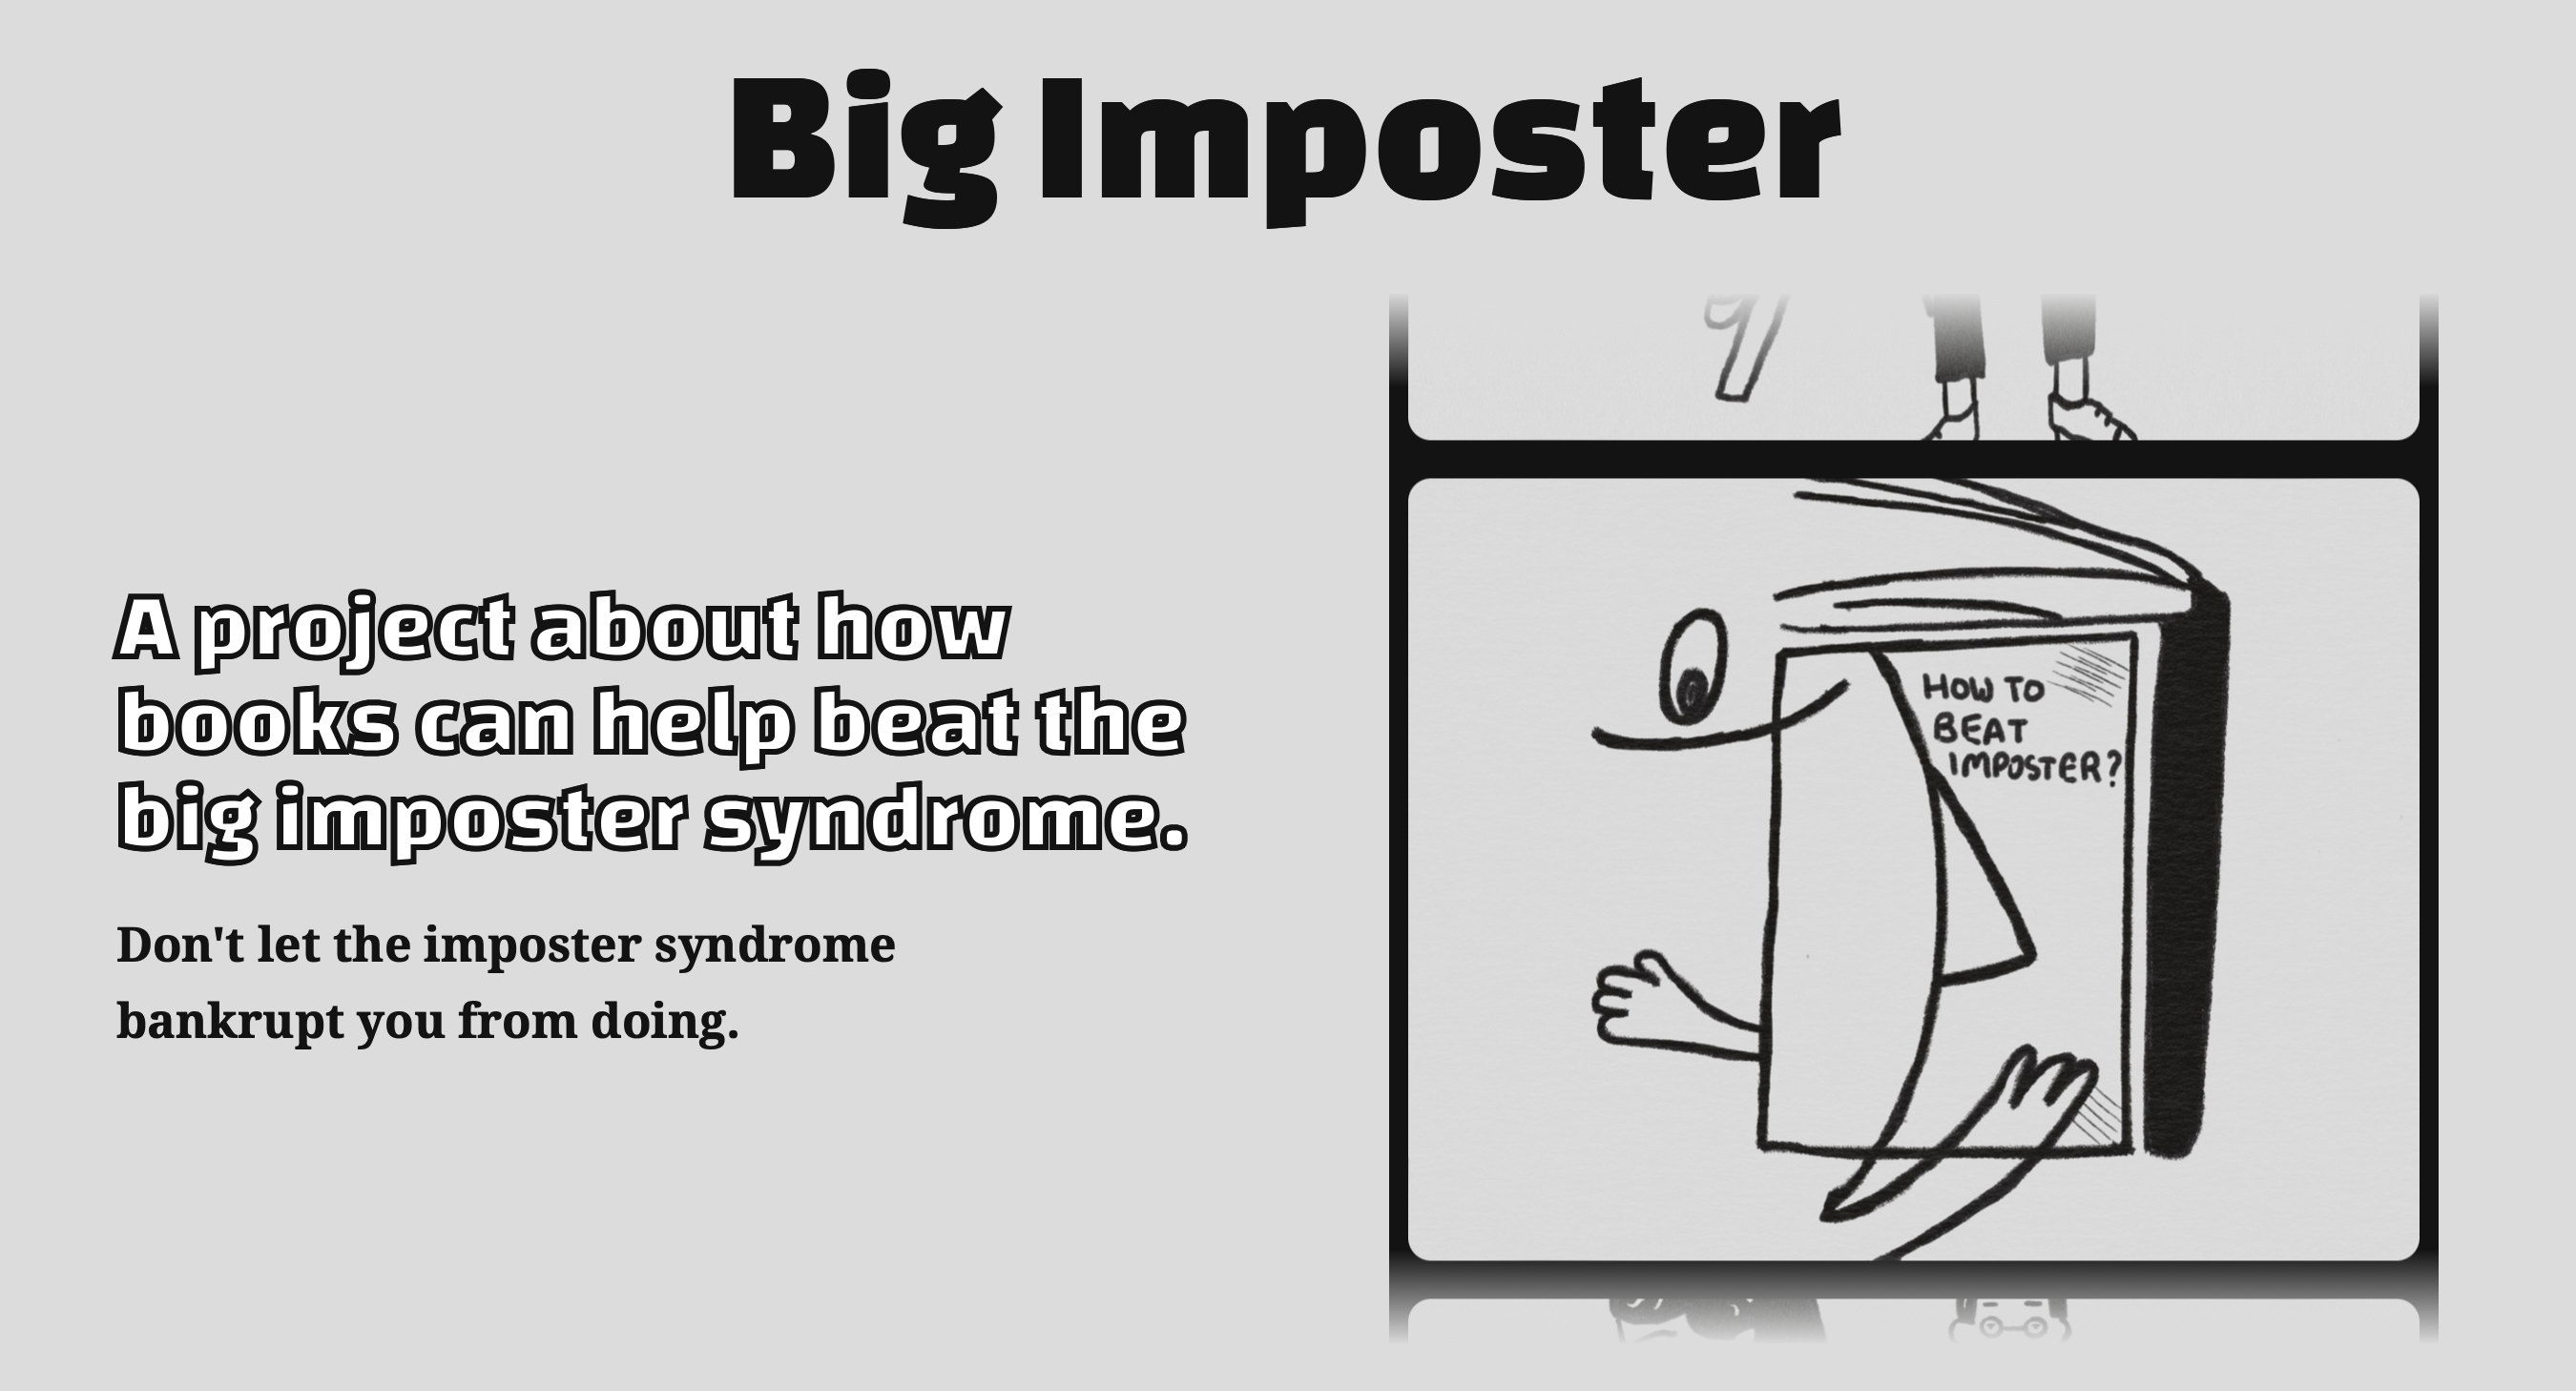 Big Imposter
A project about how
books can help beat the
big imposter syndrome.
Don't let the imposter syndrome
bankrupt you from doing.
HOW TO
BEAT
IMPOSTER?